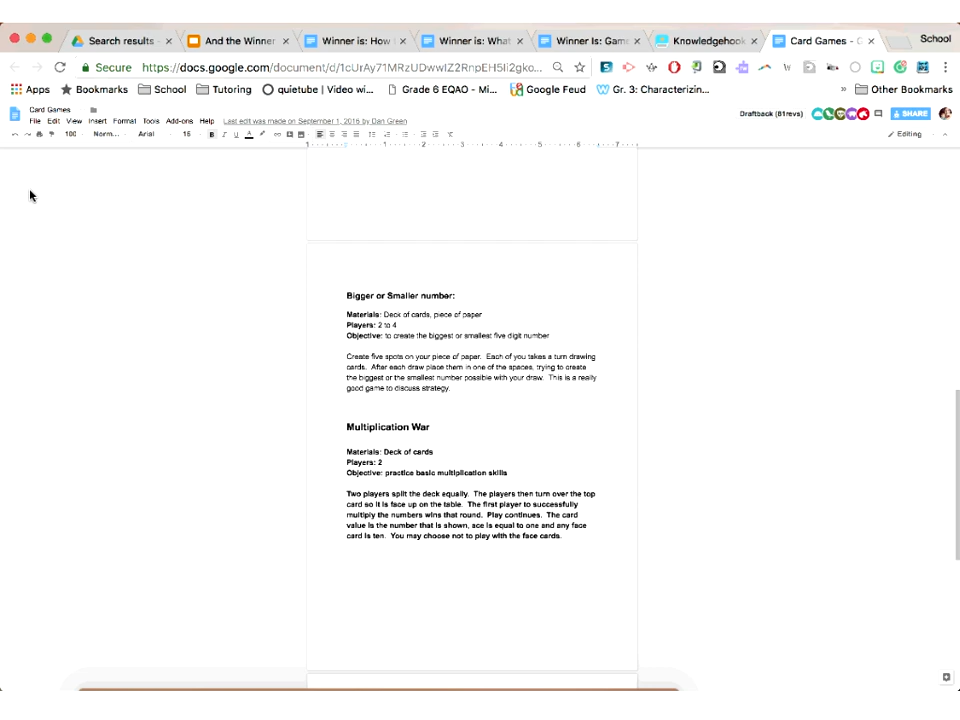 Search results -
And the Winner
Winner is: How
Winner is: What
Winner Is: Gam
Knowledgehook
Card Games - G
School
Secure
https://docs.google.com/document/d/1cUrAy71MRzUDwwIZ2RnpEH5Ii2gko...
Apps
Bookmarks
School
Tutoring
quietube | Video wi...
Grade 6 EQAO - Mi...
Google Feud
Gr. 3: Characterizin...
»
Other Bookmarks
Card Games
File Edit View Insert Format Tools Add-ons Help
Last edit was made on September 1, 2016 by Dan Green
Draftback (81revs)
SHARE
100 Norm... Arial 16 B I U A
Editing
1 1 2 3 4 5 6 7
Bigger or Smaller number:
Materials: Deck of cards, piece of paper
Players: 2 to 4
Objective: to create the biggest or smallest five digit number
Create five spots on your piece of paper. Each of you takes a turn drawing
cards. After each draw place them in one of the spaces, trying to create
the biggest or the smallest number possible with your draw. This is a really
good game to discuss strategy.
Multiplication War
Materials: Deck of cards
Players: 2
Objective: practice basic multiplication skills
Two players split the deck equally. The players then turn over the top
card so it is face up on the table. The first player to successfully
multiply the numbers wins that round. Play continues. The card
value is the number that is shown, ace is equal to one and any face
card is ten. You may choose not to play with the face cards.